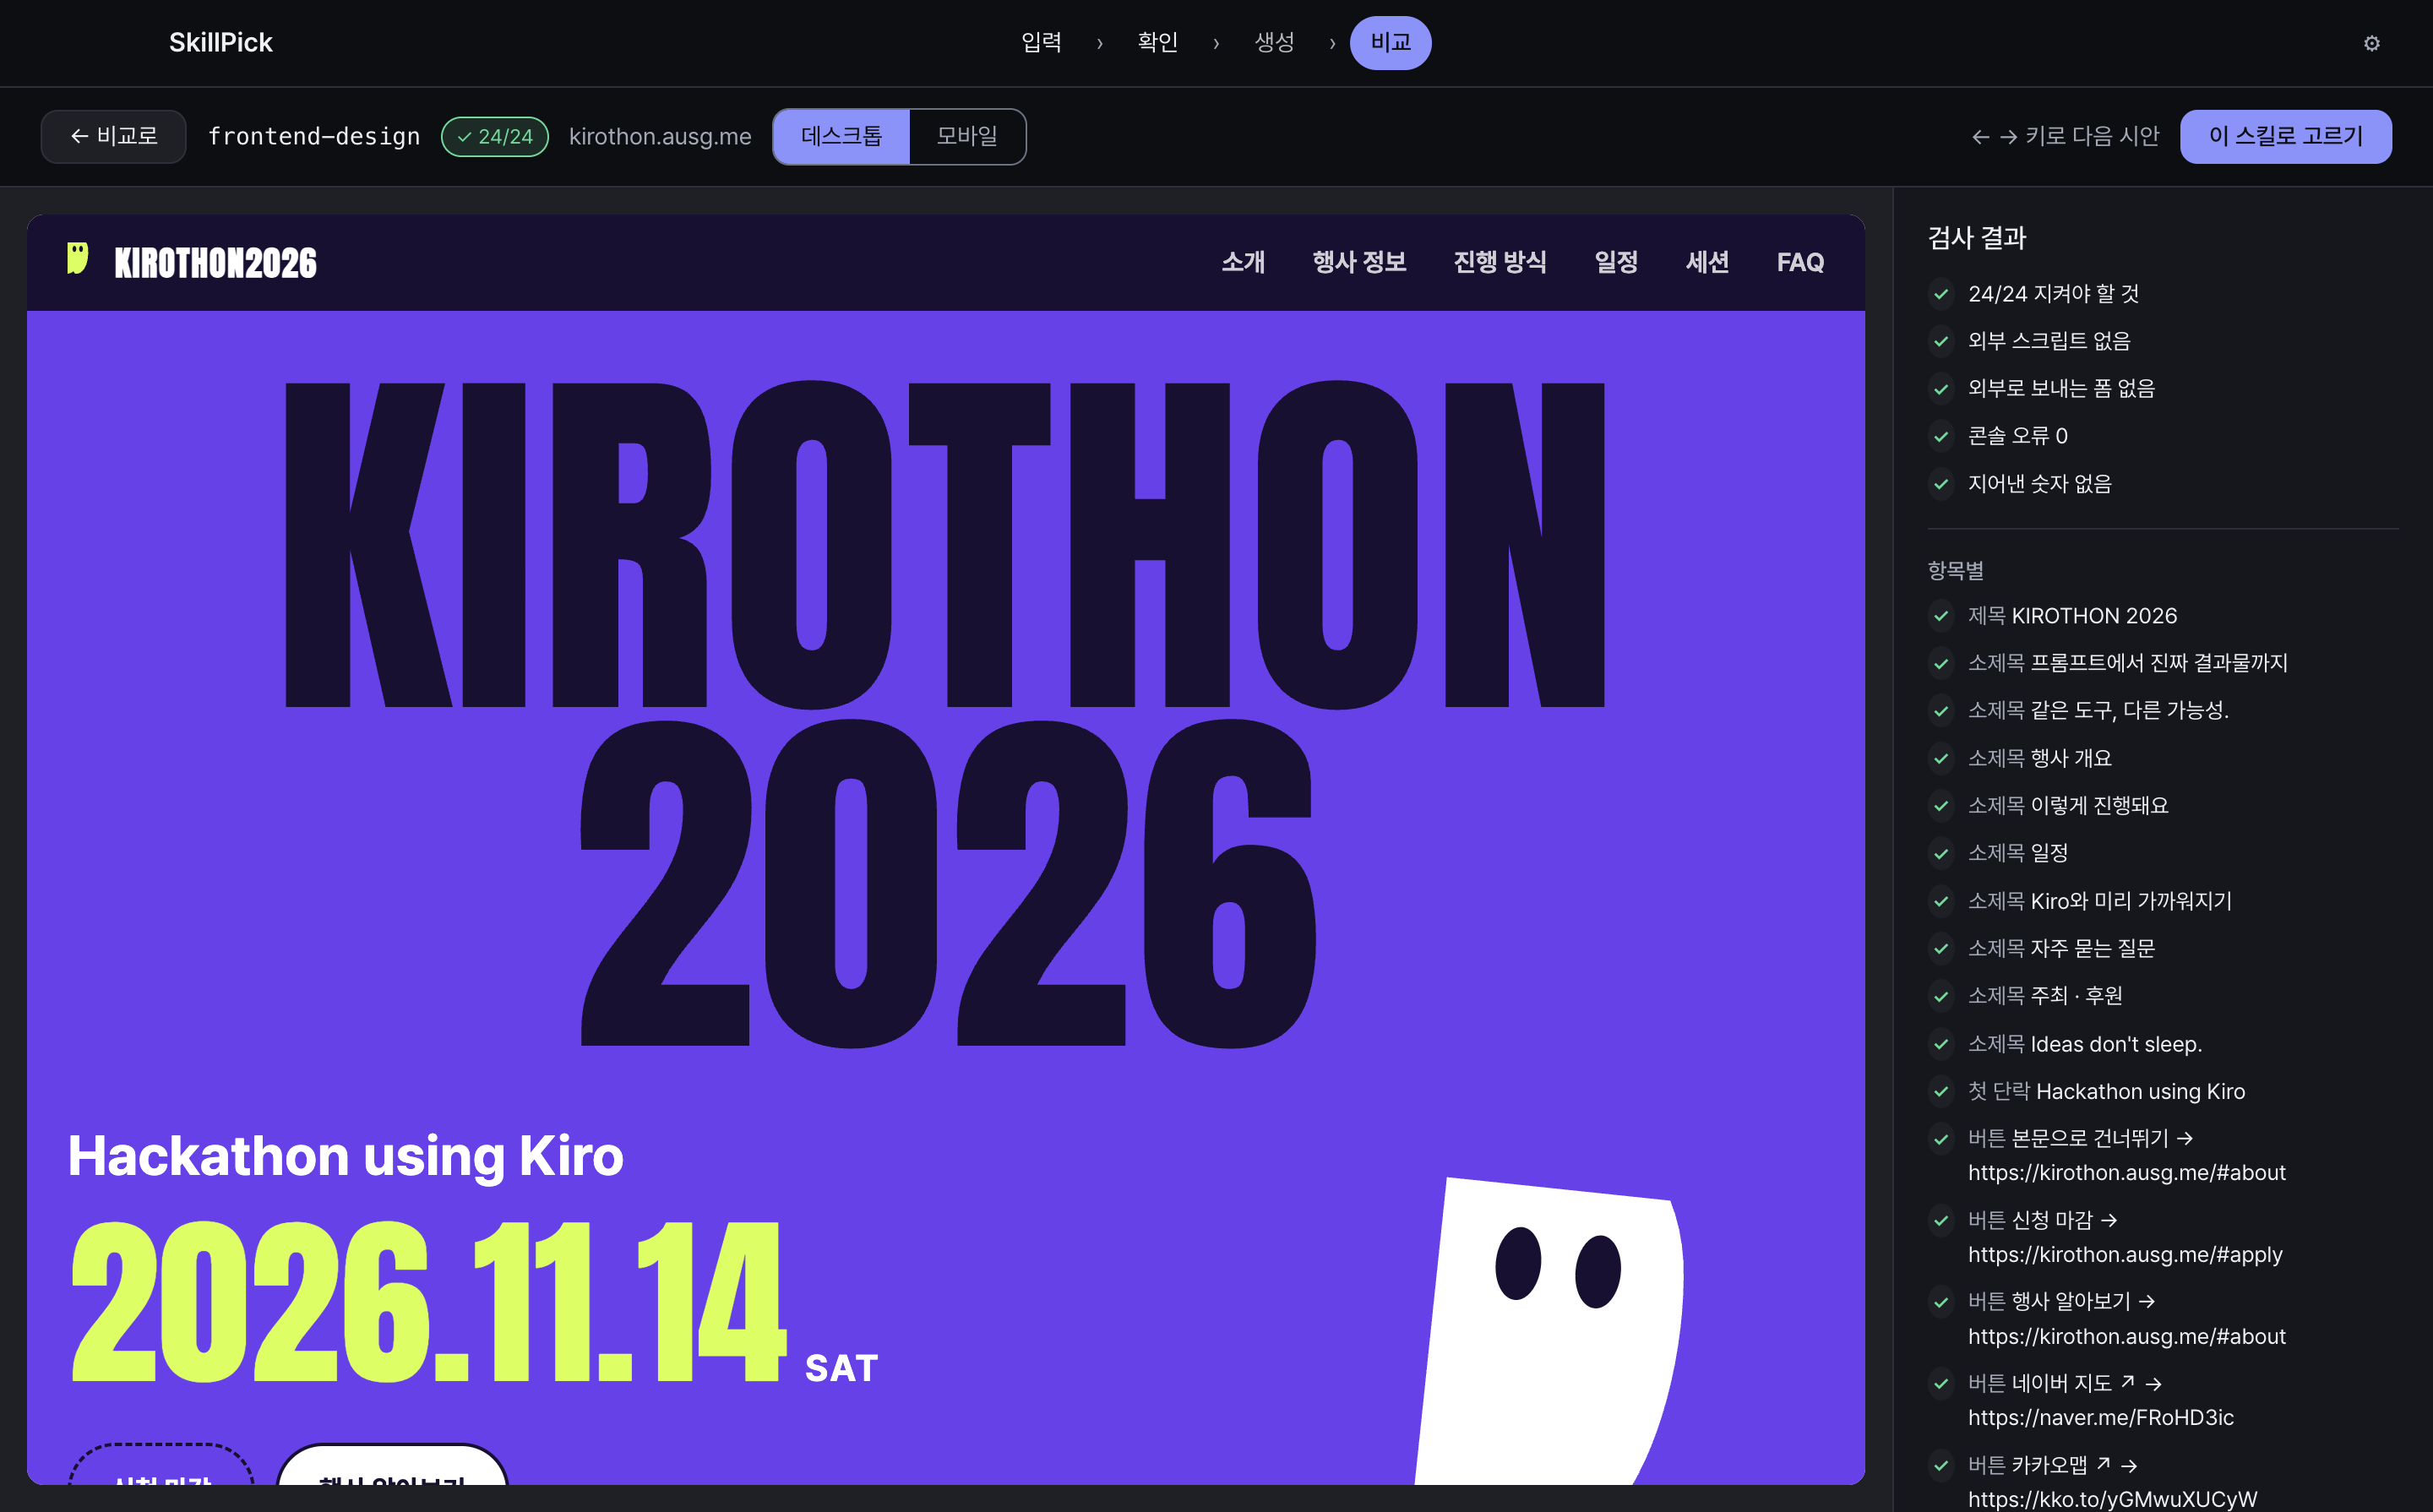 SkillPick
입력 › 확인 › 생성 › 비교
← 비교로 frontend-design ✓ 24/24 kirothon.ausg.me 데스크톱 모바일
← → 키로 다음 시안 이 스킬로 고르기
KIROTHON2026
소개 행사 정보 진행 방식 일정 세션 FAQ
KIROTHON
2026
Hackathon using Kiro
2026.11.14 SAT
신청 마감 행사 알아보기
검사 결과
24/24 지켜야 할 것
외부 스크립트 없음
외부로 보내는 폼 없음
콘솔 오류 0
지어낸 숫자 없음
항목별
제목 KIROTHON 2026
소제목 프롬프트에서 진짜 결과물까지
소제목 같은 도구, 다른 가능성.
소제목 행사 개요
소제목 이렇게 진행돼요
소제목 일정
소제목 Kiro와 미리 가까워지기
소제목 자주 묻는 질문
소제목 주최 · 후원
소제목 Ideas don't sleep.
첫 단락 Hackathon using Kiro
버튼 본문으로 건너뛰기 →
https://kirothon.ausg.me/#about
버튼 신청 마감 →
https://kirothon.ausg.me/#apply
버튼 행사 알아보기 →
https://kirothon.ausg.me/#about
버튼 네이버 지도 ↗ →
https://naver.me/FRoHD3ic
버튼 카카오맵 ↗ →
https://kko.to/yGMwuXUCyW